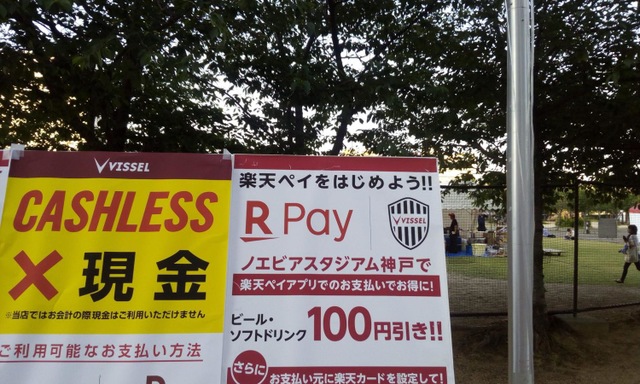 VISSEL
CASHLESS
×現金
※当店ではお会計の際現金はご利用いただけません
ご利用可能なお支払い方法
楽天ペイをはじめよう!!
R Pay
VISSEL
ノエビアスタジアム神戸で
楽天ペイアプリでのお支払いでお得に!
ビール・
ソフトドリンク 100円引き!!
さらに お支払い元に楽天カードを設定して!